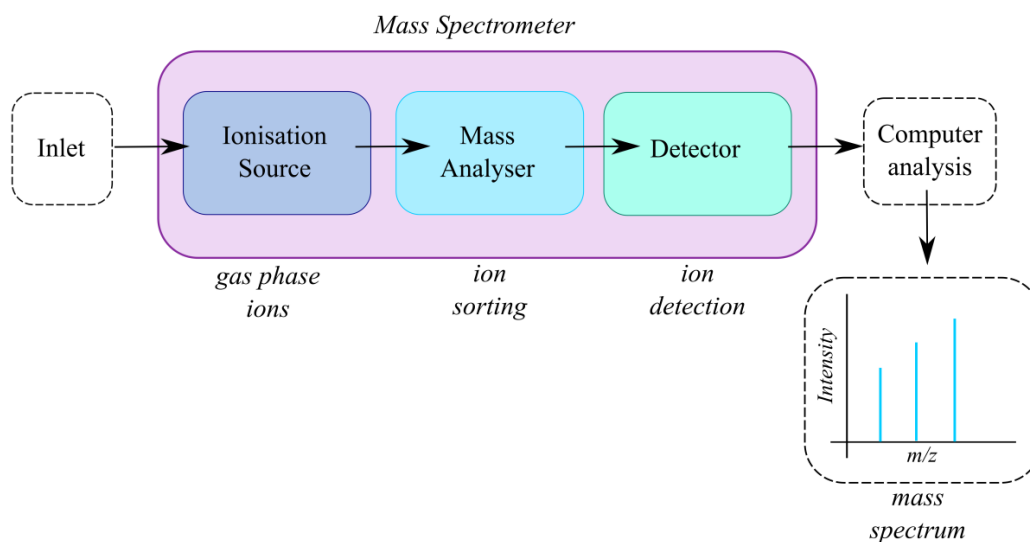 Mass Spectrometer
Inlet
Ionisation
Source
Mass
Analyser
Detector
Computer
analysis
gas phase
ions
ion
sorting
ion
detection
Intensity
m/z
mass
spectrum